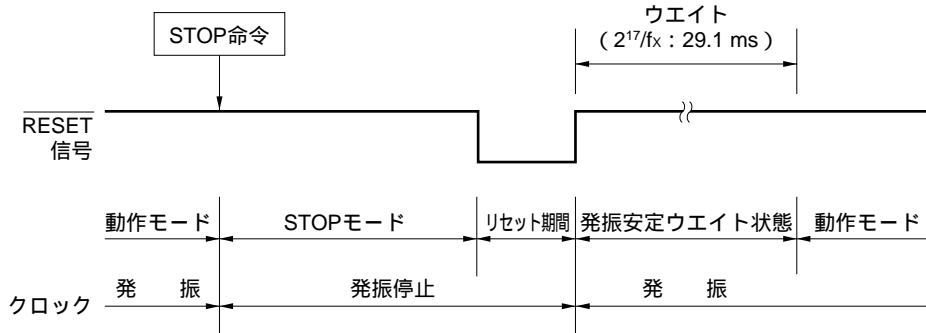 ウエイト
STOP命令
（2¹⁷/fx：29.1 ms）
RESET
信号
動作モード STOPモード リセット期間 発振安定ウエイト状態 動作モード
クロック 発　振 発振停止 発　振